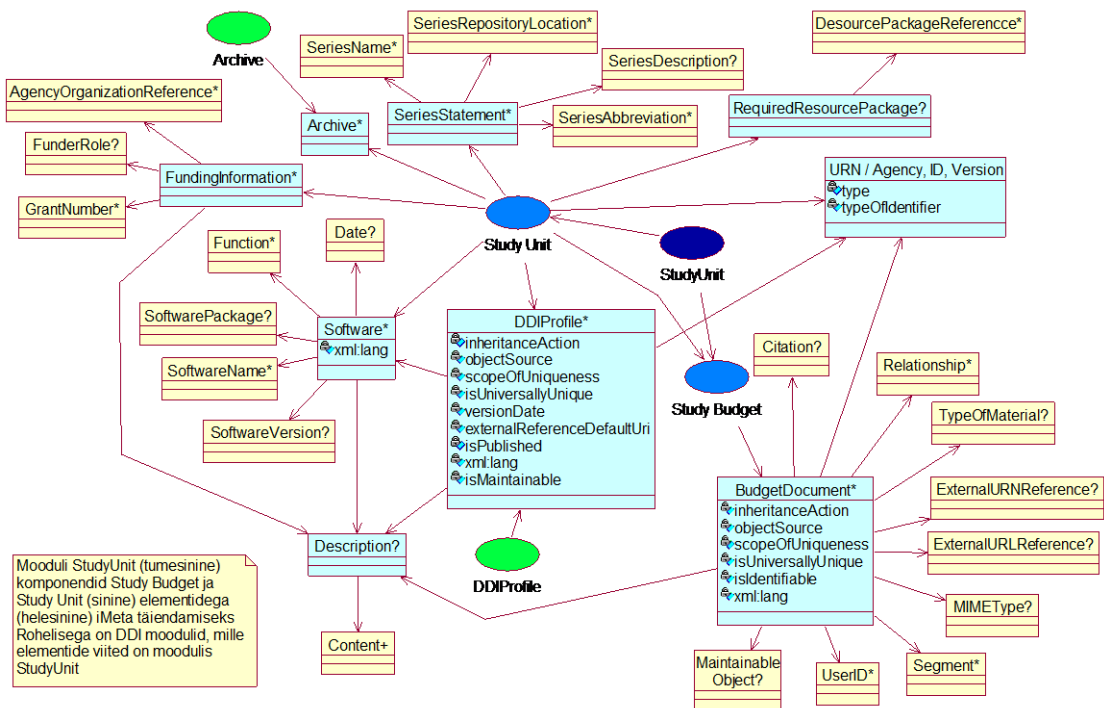 SeriesRepositoryLocation*
DesourcePackageReferencce*
SeriesName*
Archive
SeriesDescription?
AgencyOrganizationReference*
RequiredResourcePackage?
Archive*
SeriesStatement*
SeriesAbbreviation*
FunderRole?
FundingInformation*
URN / Agency, ID, Version
type
typeOfIdentifier
GrantNumber*
Study Unit
StudyUnit
Function*
Date?
SoftwarePackage?
Software*
xml:lang
SoftwareName*
SoftwareVersion?
DDIProfile*
inheritanceAction
objectSource
scopeOfUniqueness
isUniversallyUnique
versionDate
externalReferenceDefaultUri
isPublished
xml:lang
isMaintainable
Citation?
Relationship*
Study Budget
TypeOfMaterial?
BudgetDocument*
inheritanceAction
objectSource
scopeOfUniqueness
isUniversallyUnique
isIdentifiable
xml:lang
ExternalURNReference?
ExternalURLReference?
MIMEType?
Description?
DDIProfile
Mooduli StudyUnit (tumesinine)
komponendid Study Budget ja
Study Unit (sinine) elementidega
(helesinine) iMeta täiendamiseks
Rohelisega on DDI moodulid, mille
elementide viited on moodulis
StudyUnit
Content+
Maintainable
Object?
UserID*
Segment*